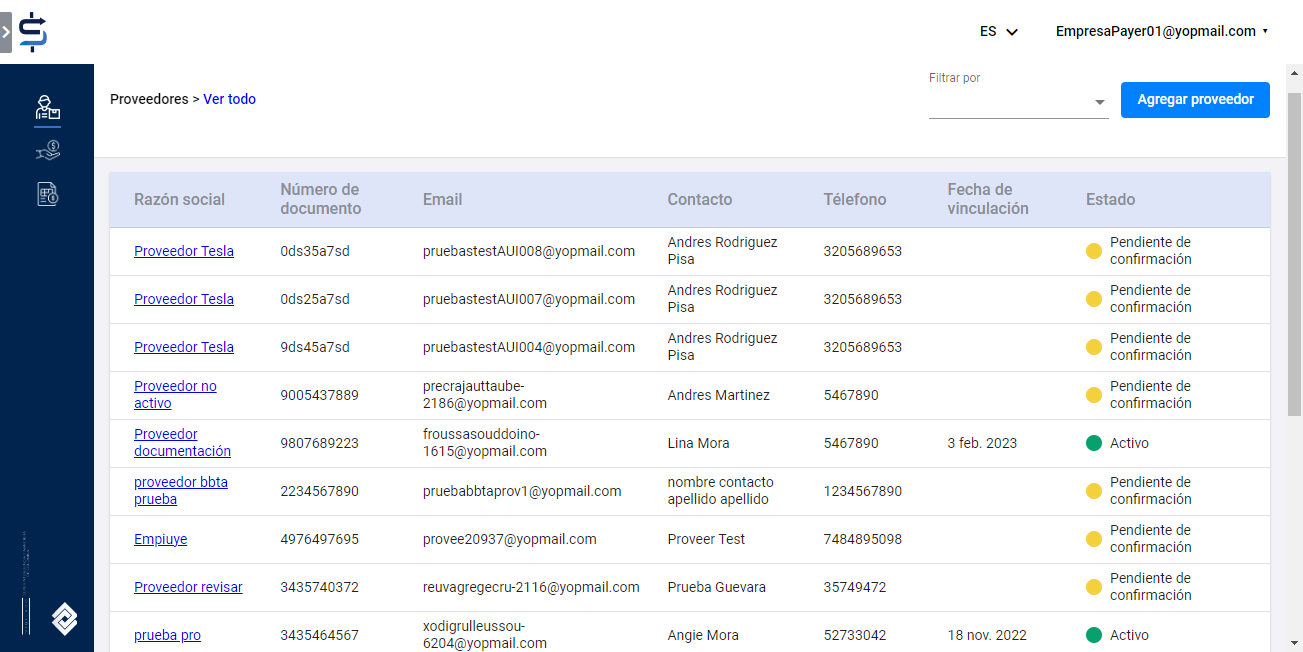 ES
EmpresaPayer01@yopmail.com
Proveedores > Ver todo
Filtrar por
Agregar proveedor
Razón social
Número de
documento
Email
Contacto
Télefono
Fecha de
vinculación
Estado
Proveedor Tesla
0ds35a7sd
pruebastestAUI008@yopmail.com
Andres Rodriguez
Pisa
3205689653
Pendiente de
confirmación
Proveedor Tesla
0ds25a7sd
pruebastestAUI007@yopmail.com
Andres Rodriguez
Pisa
3205689653
Pendiente de
confirmación
Proveedor Tesla
9ds45a7sd
pruebastestAUI004@yopmail.com
Andres Rodriguez
Pisa
3205689653
Pendiente de
confirmación
Proveedor no
activo
9005437889
precrajauttaube-
2186@yopmail.com
Andres Martinez
5467890
Pendiente de
confirmación
Proveedor
documentación
9807689223
froussasouddoino-
1615@yopmail.com
Lina Mora
5467890
3 feb. 2023
Activo
proveedor bbta
prueba
2234567890
pruebabbtaprov1@yopmail.com
nombre contacto
apellido apellido
1234567890
Pendiente de
confirmación
Empiuye
4976497695
provee20937@yopmail.com
Proveer Test
7484895098
Pendiente de
confirmación
Proveedor revisar
3435740372
reuvagregecru-2116@yopmail.com
Prueba Guevara
35749472
Pendiente de
confirmación
prueba pro
3435464567
xodigrulleussou-
6204@yopmail.com
Angie Mora
52733042
18 nov. 2022
Activo